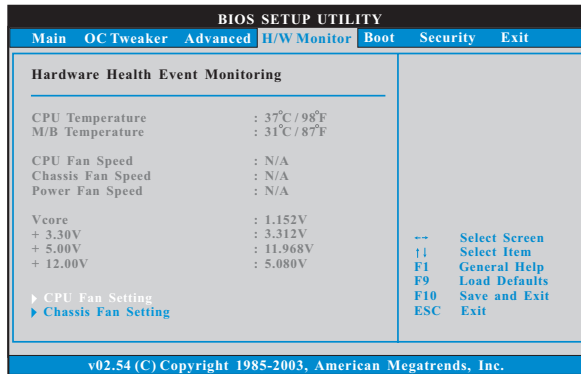 BIOS SETUP UTILITY
Main OC Tweaker Advanced H/W Monitor Boot Security Exit
Hardware Health Event Monitoring
CPU Temperature : 37°C / 98°F
M/B Temperature : 31°C / 87°F
CPU Fan Speed : N/A
Chassis Fan Speed : N/A
Power Fan Speed : N/A
Vcore : 1.152V
+ 3.30V : 3.312V
+ 5.00V : 11.968V
+ 12.00V : 5.080V
CPU Fan Setting
Chassis Fan Setting
←→ Select Screen
↑↓ Select Item
F1 General Help
F9 Load Defaults
F10 Save and Exit
ESC Exit
v02.54 (C) Copyright 1985-2003, American Megatrends, Inc.